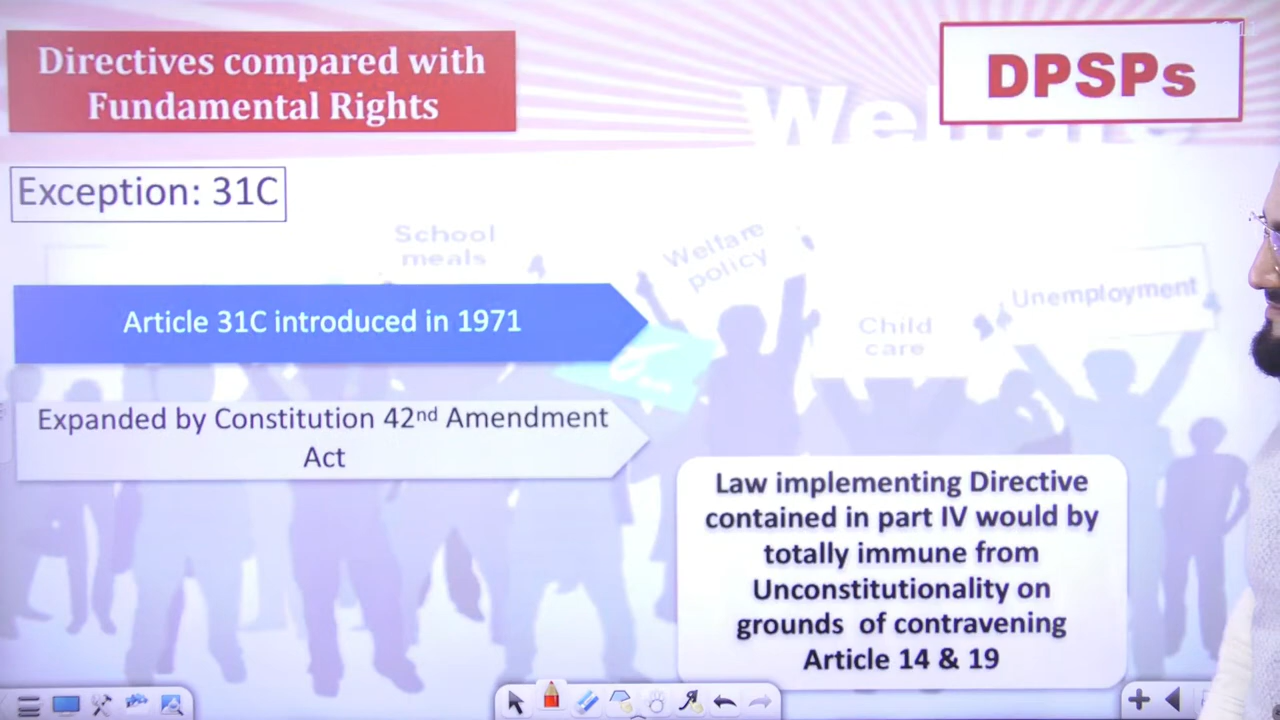 Directives compared with
Fundamental Rights
DPSPs
Welfare
Exception: 31C
School
meals
Welfare
policy
Unemployment
Child
care
Article 31C introduced in 1971
Expanded by Constitution 42nd Amendment
Act
Law implementing Directive
contained in part IV would by
totally immune from
Unconstitutionality on
grounds of contravening
Article 14 & 19